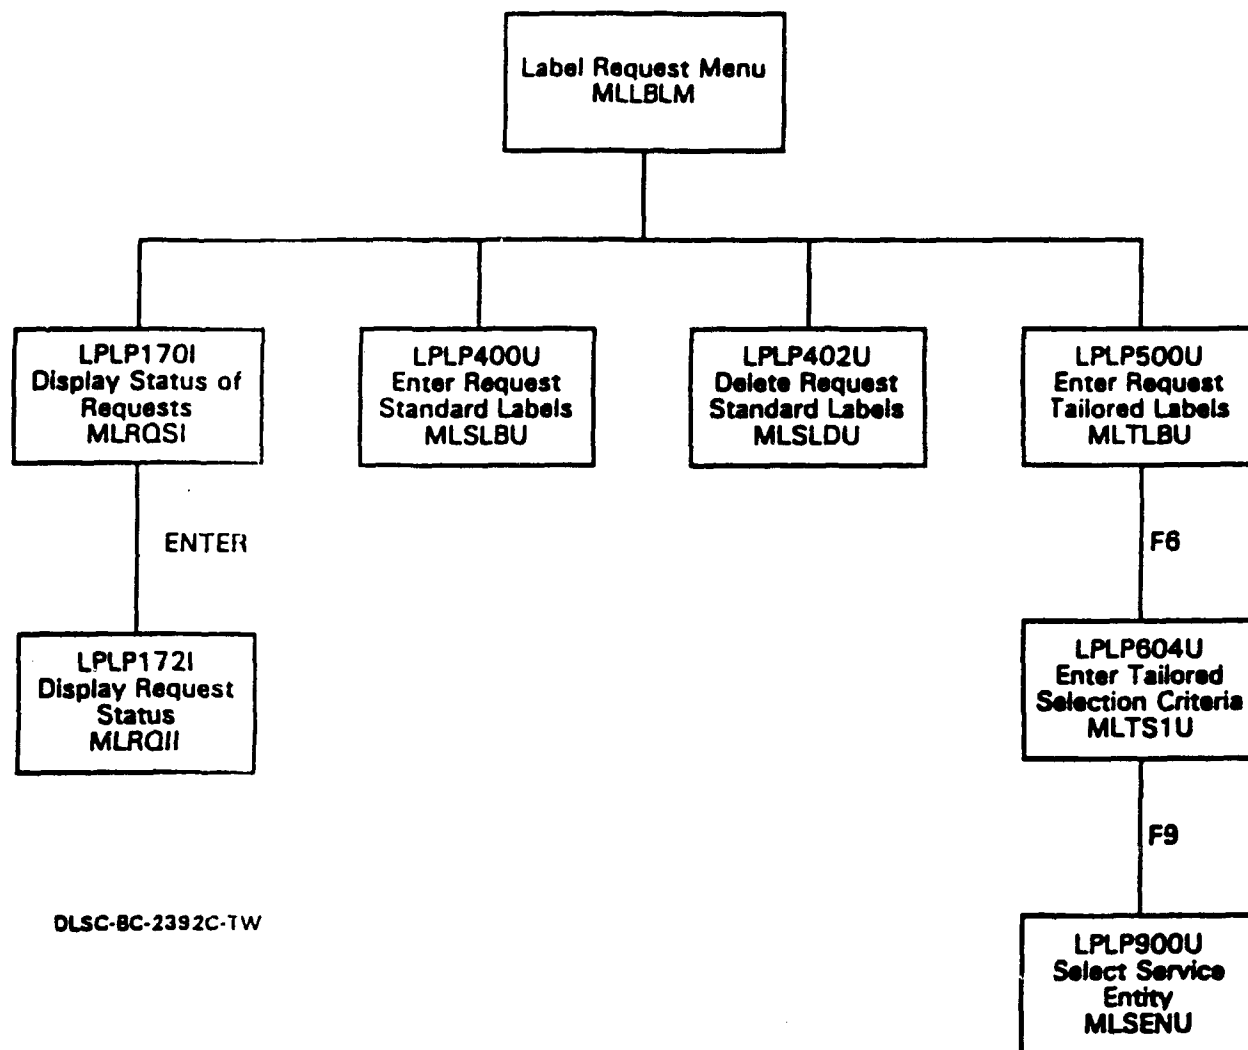 Label Request Menu
MLLBLM
LPLP170I
Display Status of
Requests
MLRQSI
LPLP400U
Enter Request
Standard Labels
MLSLBU
LPLP402U
Delete Request
Standard Labels
MLSLDU
LPLP500U
Enter Request
Tailored Labels
MLTLBU
ENTER
F6
LPLP172I
Display Request
Status
MLRQII
LPLP604U
Enter Tailored
Selection Criteria
MLTS1U
F9
DLSC-BC-2392C-TW
LPLP900U
Select Service
Entity
MLSENU